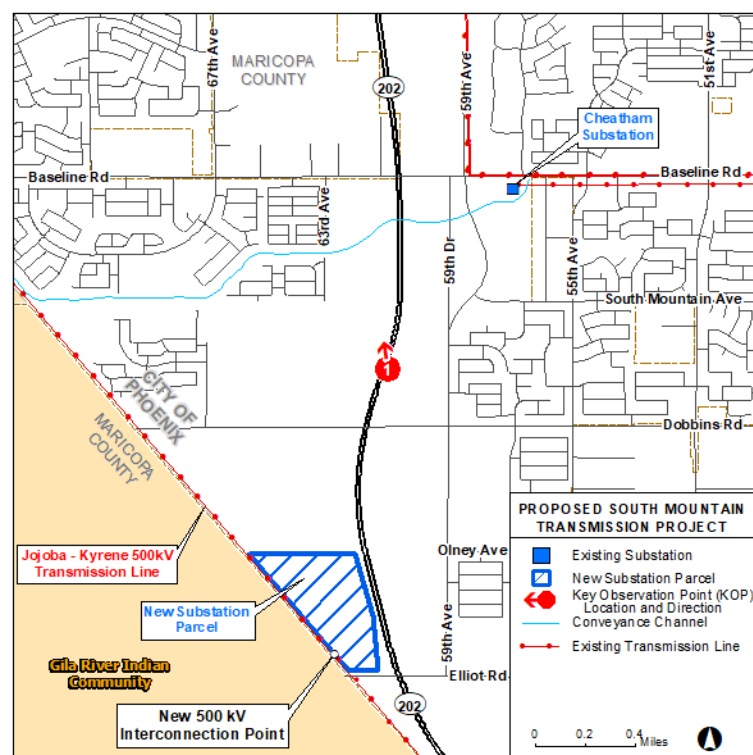 67th Ave
MARICOPA
COUNTY
202
59th Ave
51st Ave
Cheatham
Substation
Baseline Rd
Baseline Rd
63rd Ave
59th Dr
55th Ave
South Mountain Ave
1
CITY OF
PHOENIX
MARICOPA
COUNTY
Dobbins Rd
Jojoba - Kyrene 500kV
Transmission Line
New Substation
Parcel
Olney Ave
59th Ave
Elliot Rd
Gila River Indian
Community
New 500 kV
Interconnection Point
202
PROPOSED SOUTH MOUNTAIN
TRANSMISSION PROJECT
Existing Substation
New Substation Parcel
Key Observation Point (KOP)
Location and Direction
Conveyance Channel
Existing Transmission Line
0 0.2 0.4 Miles